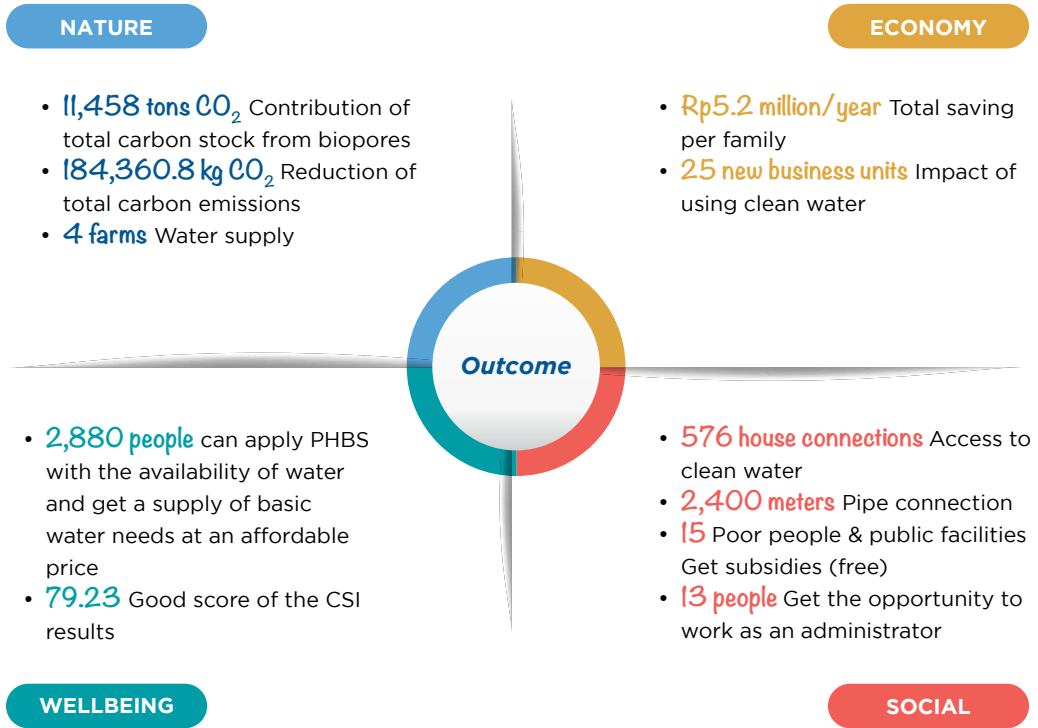 NATURE
• 11,458 tons CO₂ Contribution of
total carbon stock from biopores
• 184,360.8 kg CO₂ Reduction of
total carbon emissions
• 4 farms Water supply
ECONOMY
• Rp5.2 million/year Total saving
per family
• 25 new business units Impact of
using clean water
Outcome
• 2,880 people can apply PHBS
with the availability of water
and get a supply of basic
water needs at an affordable
price
• 79.23 Good score of the CSI
results
WELLBEING
• 576 house connections Access to
clean water
• 2,400 meters Pipe connection
• 15 Poor people & public facilities
Get subsidies (free)
• 13 people Get the opportunity to
work as an administrator
SOCIAL